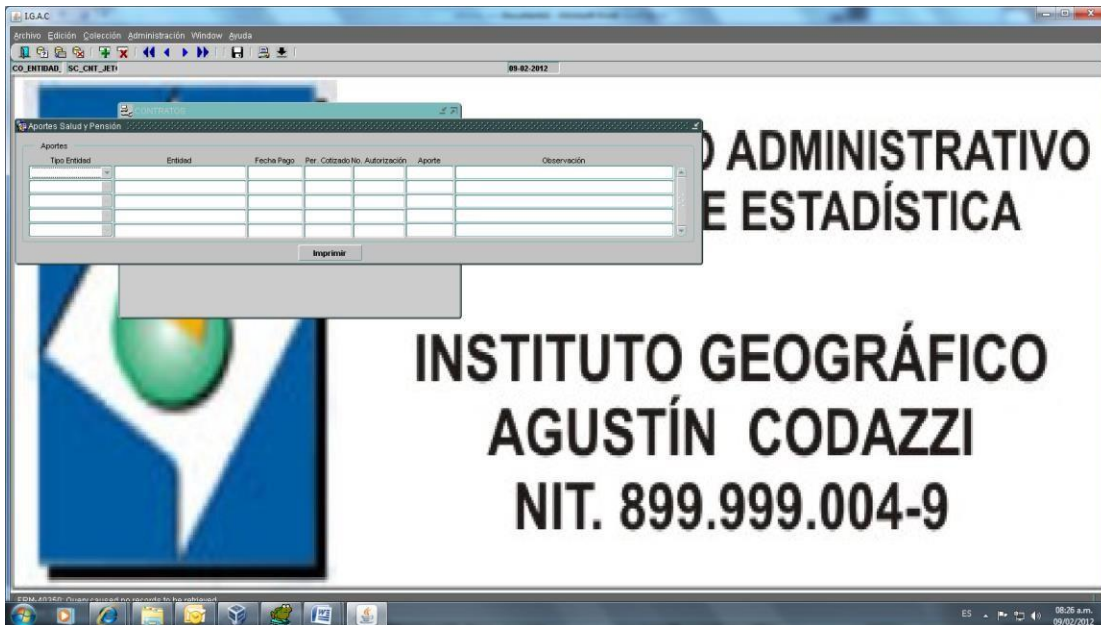 I.G.A.C
Archivo Edición Colección Administración Window Ayuda
CO_ENTIDAD, SC_CNT_JET( 09-02-2012
CONTRATOS
Aportes Salud y Pensión
Aportes
Tipo Entidad Entidad Fecha Pago Per. Cotizado No. Autorización Aporte Observación
Imprimir
O ADMINISTRATIVO
E ESTADÍSTICA
INSTITUTO GEOGRÁFICO
AGUSTÍN CODAZZI
NIT. 899.999.004-9
FRM-40350: Query caused no records to be retrieved.
ES 08:26 a.m.
09/02/2012